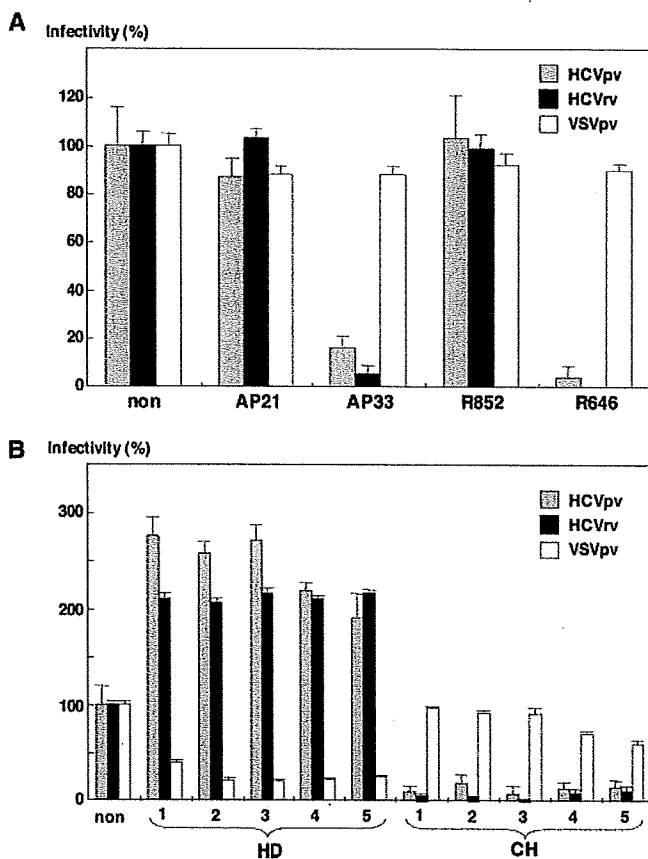 A
Infectivity (%)
HCVpv
HCVrv
VSVpv
120
100
80
60
40
20
0
non AP21 AP33 R852 R646
B
Infectivity (%)
HCVpv
HCVrv
VSVpv
300
200
100
0
non 1 2 3 4 5 1 2 3 4 5
HD CH